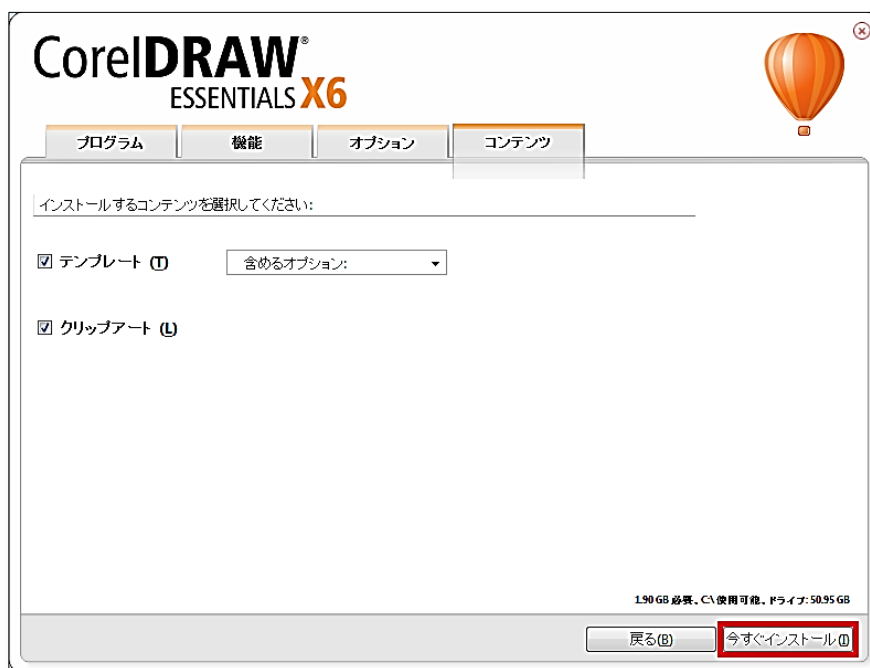 CorelDRAW®
ESSENTIALS X6
プログラム 機能 オプション コンテンツ
インストールするコンテンツを選択してください:
テンプレート (T) 含めるオプション:
クリップアート (L)
1.90 GB 必要、C:\ 使用可能、ドライブ: 50.95 GB
戻る(B) 今すぐインストール(I)